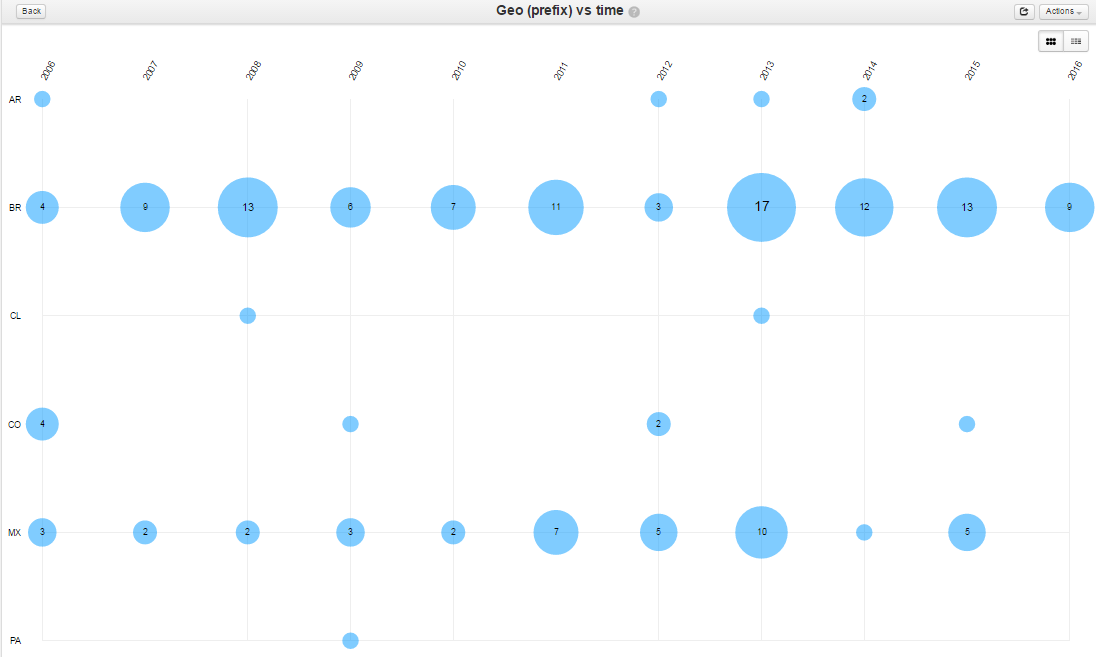 Back Geo (prefix) vs time ? Actions
2006 2007 2008 2009 2010 2011 2012 2013 2014 2015 2016
AR 2
BR 4 9 13 6 7 11 3 17 12 13 9
CL
CO 4 2
MX 3 2 2 3 2 7 5 10 5
PA